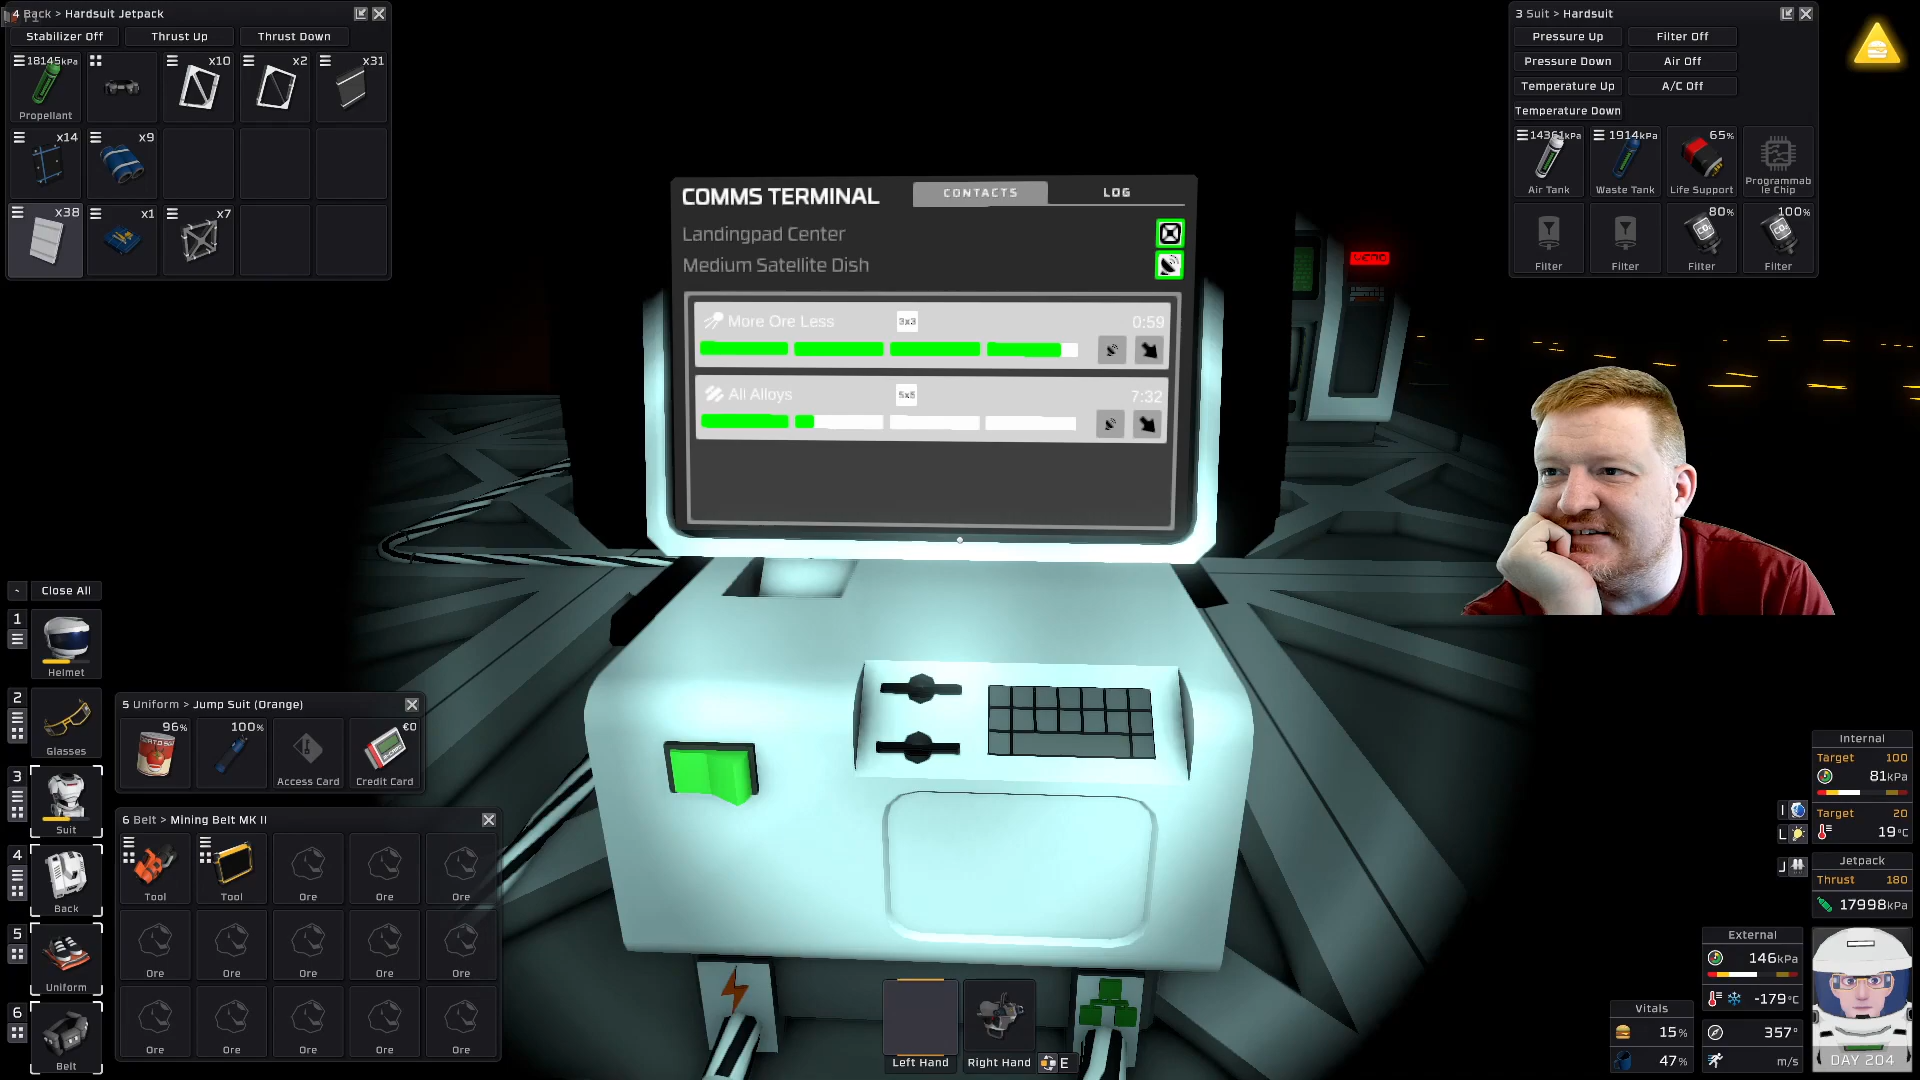 4 Back > Hardsuit Jetpack
Stabilizer Off
Thrust Up
Thrust Down
18145kPa
x10
x2
x31
Propellant
x14
x9
x38
x1
x7
3 Suit > Hardsuit
Pressure Up
Filter Off
Pressure Down
Air Off
Temperature Up
A/C Off
Temperature Down
14361kPa
1914kPa
65%
Air Tank
Waste Tank
Life Support
Programmab
le Chip
80%
100%
Filter
Filter
Filter
Filter
COMMS TERMINAL
CONTACTS
LOG
Landingpad Center
Medium Satellite Dish
More Ore Less
3x3
0:59
All Alloys
5x5
7:32
~
Close All
1
Helmet
2
Glasses
3
Suit
4
Back
5
Uniform
6
Belt
5 Uniform > Jump Suit (Orange)
96%
100%
€0
Access Card
Credit Card
6 Belt > Mining Belt MK II
Tool
Tool
Ore
Ore
Ore
Ore
Ore
Ore
Ore
Ore
Ore
Ore
Ore
Ore
Ore
Left Hand
Right Hand
E
Internal
Target 100
81kPa
I
Target 20
L
19°C
J
Jetpack
Thrust 180
17998kPa
External
146kPa
-179°C
Vitals
15%
357°
47%
m/s
DAY 204